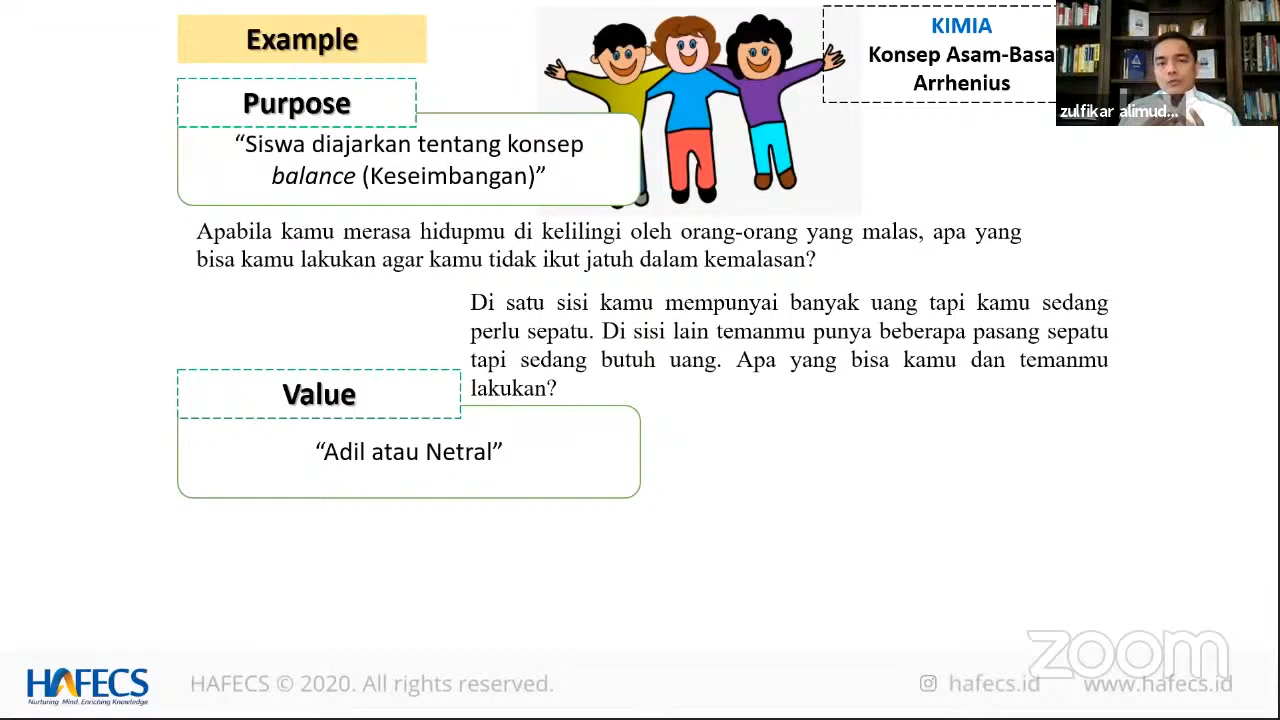 Example
KIMIA
Konsep Asam-Basa
Arrhenius
zulfikar alimud...
Purpose
“Siswa diajarkan tentang konsep
balance (Keseimbangan)”
Apabila kamu merasa hidupmu di kelilingi oleh orang-orang yang malas, apa yang
bisa kamu lakukan agar kamu tidak ikut jatuh dalam kemalasan?
Di satu sisi kamu mempunyai banyak uang tapi kamu sedang
perlu sepatu. Di sisi lain temanmu punya beberapa pasang sepatu
tapi sedang butuh uang. Apa yang bisa kamu dan temanmu
lakukan?
Value
“Adil atau Netral”
zoom
HAFECS
Nurturing Mind. Enriching Knowledge
HAFECS © 2020. All rights reserved.
hafecs.id
www.hafecs.id